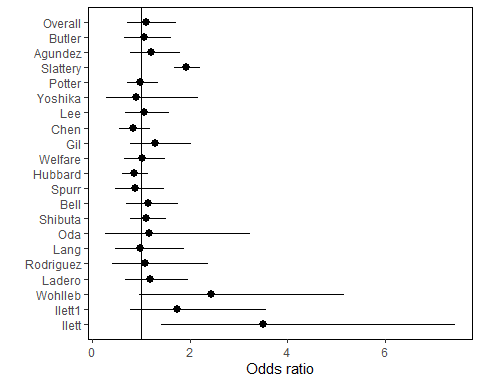 Overall
Butler
Agundez
Slattery
Potter
Yoshika
Lee
Chen
Gil
Welfare
Hubbard
Spurr
Bell
Shibuta
Oda
Lang
Rodriguez
Ladero
Wohlleb
Ilett1
Ilett
0 2 4 6
Odds ratio